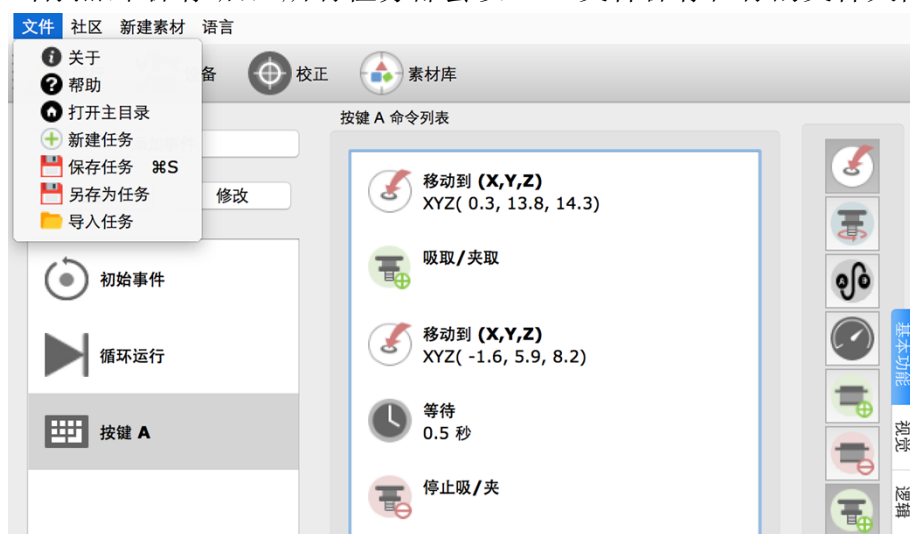 文件 社区 新建素材 语言
关于
帮助
打开主目录
新建任务
保存任务 ⌘S
另存为任务
导入任务
备
校正
素材库
修改
初始事件
循环运行
按键 A
按键 A 命令列表
移动到 (X,Y,Z)
XYZ( 0.3, 13.8, 14.3)
吸取/夹取
移动到 (X,Y,Z)
XYZ( -1.6, 5.9, 8.2)
等待
0.5 秒
停止吸/夹
基本功能
视觉
逻辑